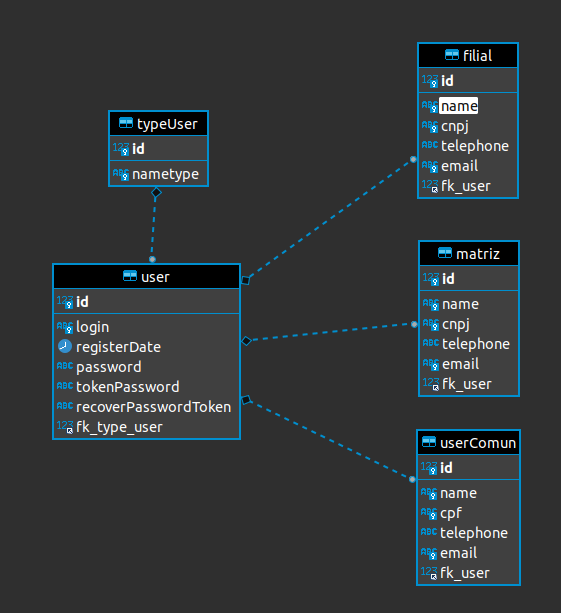 typeUser
id
nametype
user
id
login
registerDate
password
tokenPassword
recoverPasswordToken
fk_type_user
filial
id
name
cnpj
telephone
email
fk_user
matriz
id
name
cnpj
telephone
email
fk_user
userComun
id
name
cpf
telephone
email
fk_user